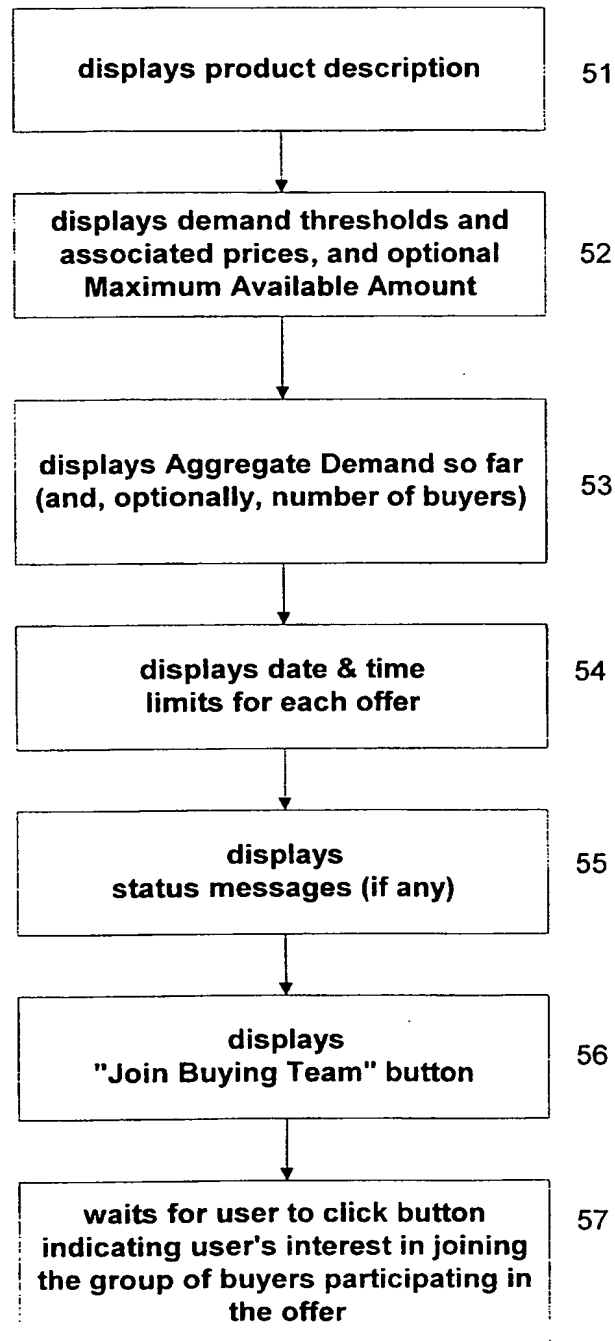 displays product description
51
displays demand thresholds and
associated prices, and optional
Maximum Available Amount
52
displays Aggregate Demand so far
(and, optionally, number of buyers)
53
displays date & time
limits for each offer
54
displays
status messages (if any)
55
displays
"Join Buying Team" button
56
waits for user to click button
indicating user's interest in joining
the group of buyers participating in
the offer
57